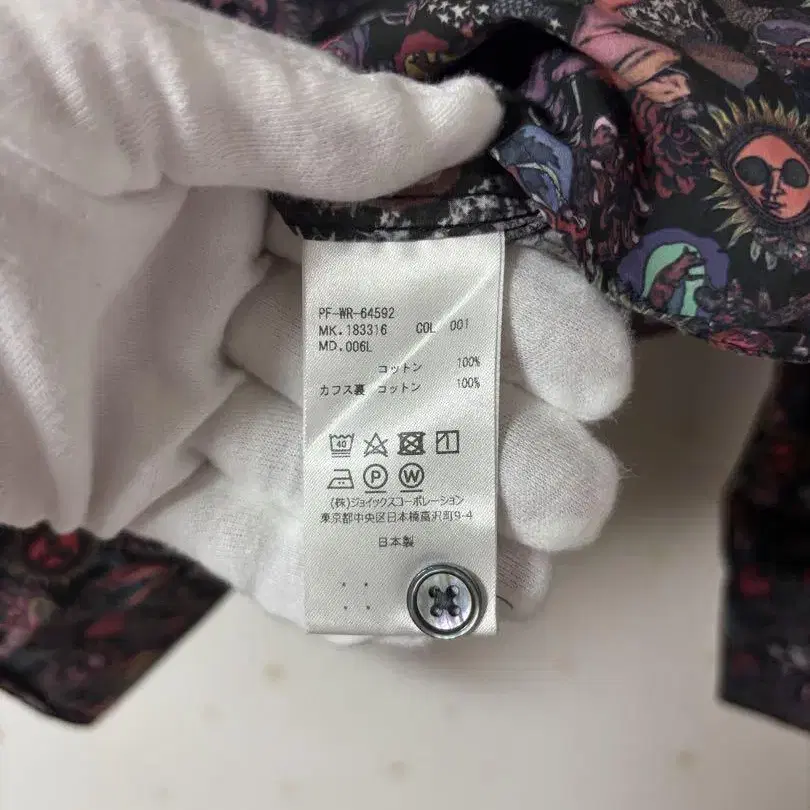 PF-WR-64592
MK.183316 COL 001
MD.006L
コットン 100%
カフス裏 コットン 100%
40
P W
(株)ジョイックスコーポレーション
東京都中央区日本橋富沢町9-4
日本製